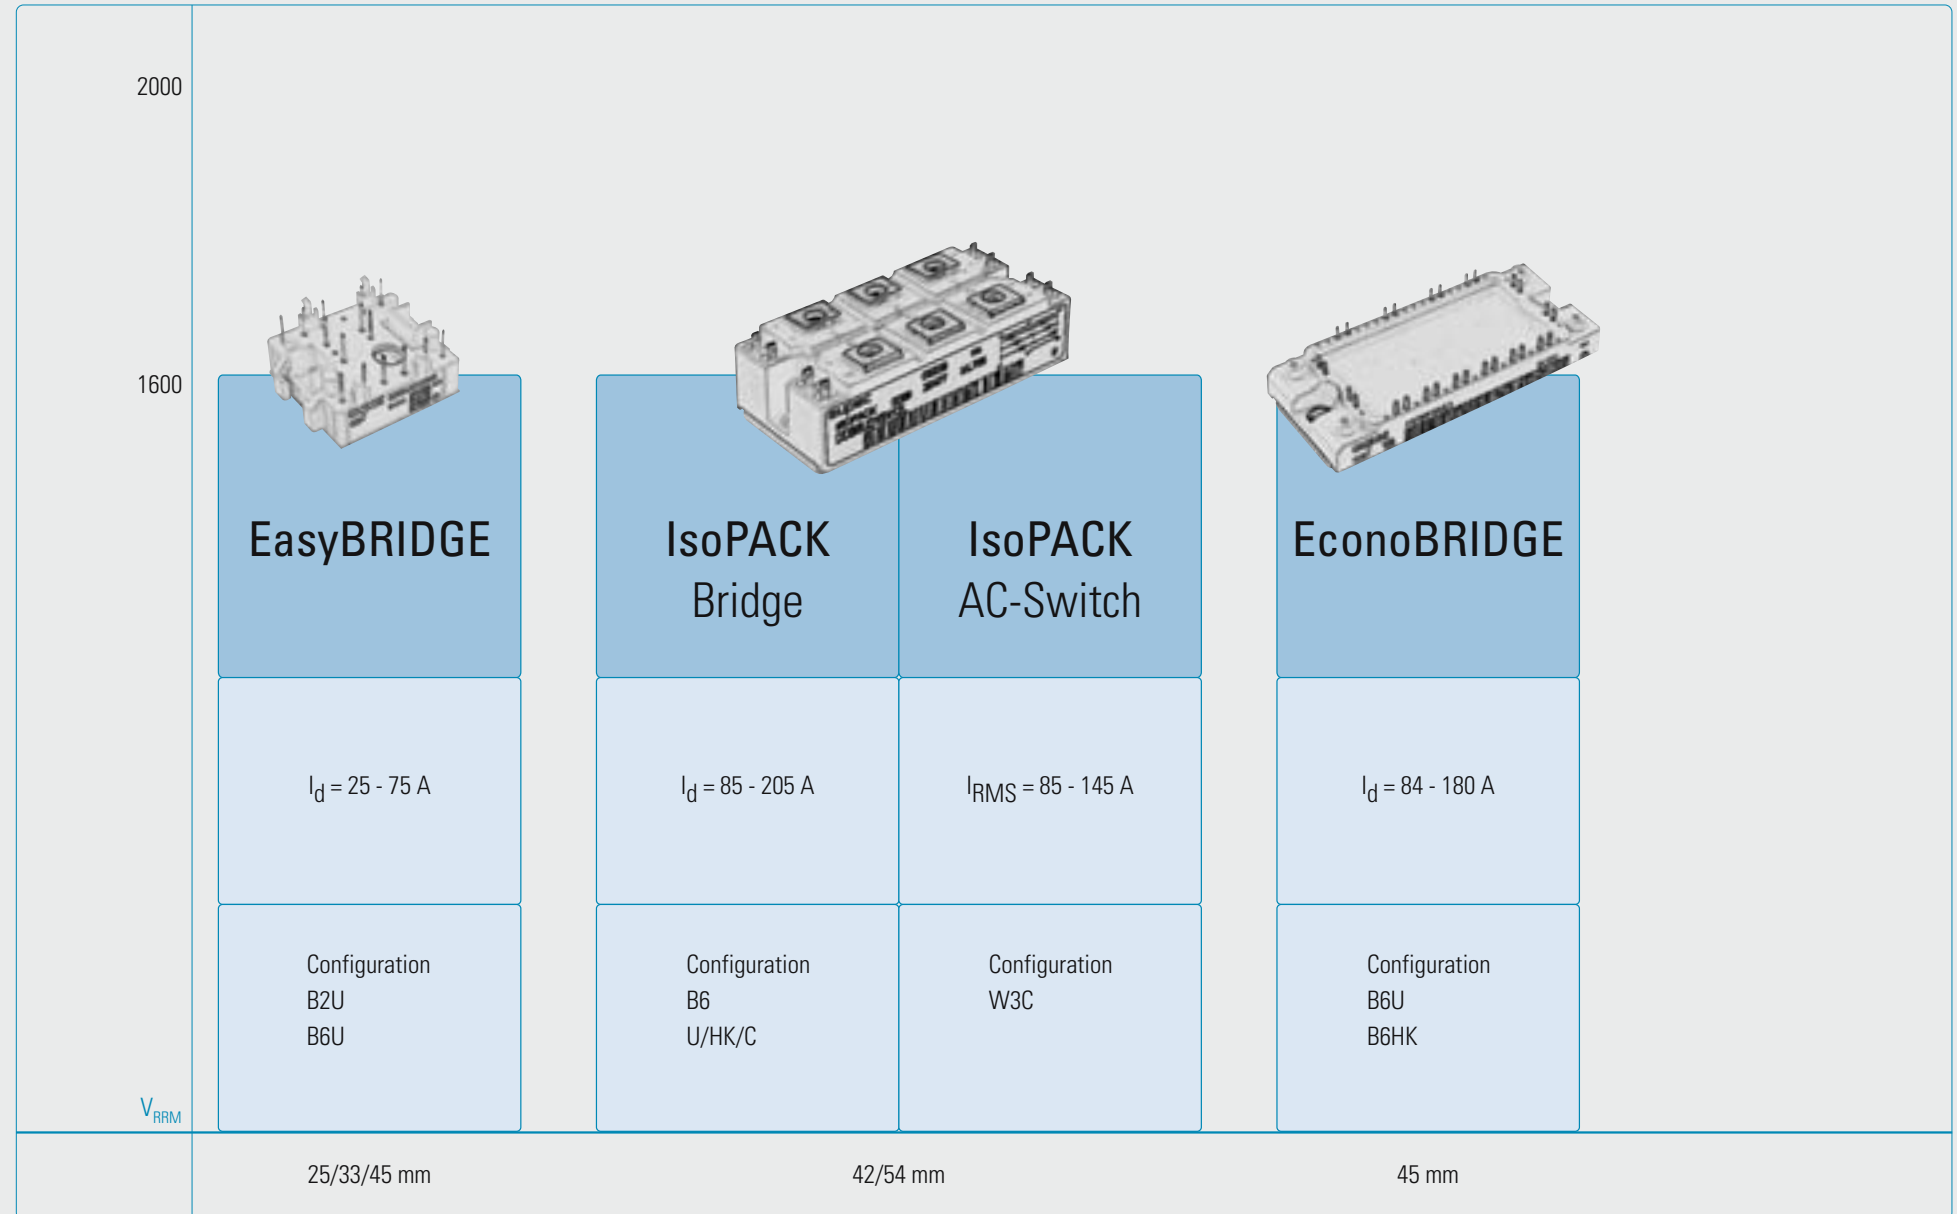 2000
1600
EasyBRIDGE
IsoPACK
Bridge
IsoPACK
AC-Switch
EconoBRIDGE
Id = 25 - 75 A
Id = 85 - 205 A
IRMS = 85 - 145 A
Id = 84 - 180 A
Configuration
B2U
B6U
Configuration
B6
U/HK/C
Configuration
W3C
Configuration
B6U
B6HK
VRRM
25/33/45 mm
42/54 mm
45 mm